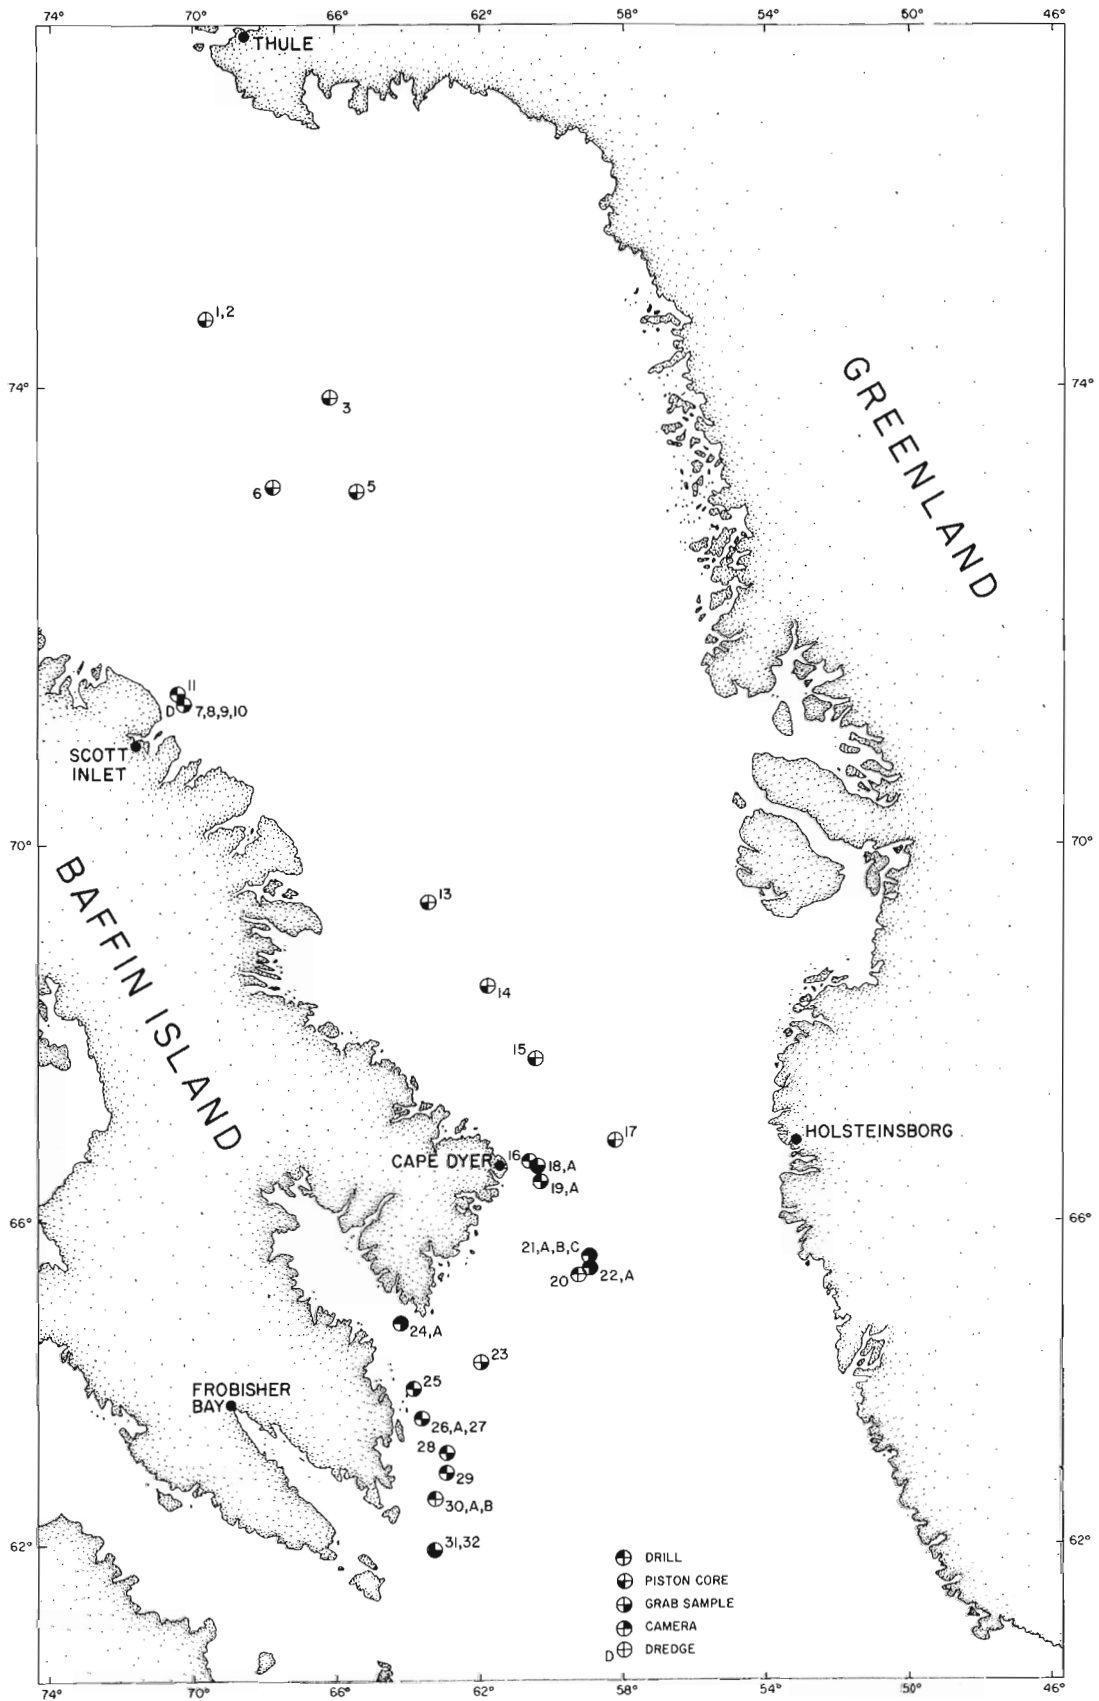 74° 70° 66° 62° 58° 54° 50° 46°
THULE
1,2
74° 74°
3
6 5
GREENLAND
11
D 7,8,9,10
SCOTT
INLET
70° 70°
BAFFIN ISLAND
13
14
15
17
HOLSTEINSBORG
CAPE DYER 16 18,A
19,A
66° 66°
21,A,B,C
20 22,A
24,A
23
25
FROBISHER
BAY
26,A,27
28
29
30,A,B
62° 31,32 62°
DRILL
PISTON CORE
GRAB SAMPLE
CAMERA
D DREDGE
74° 70° 66° 62° 58° 54° 50° 46°